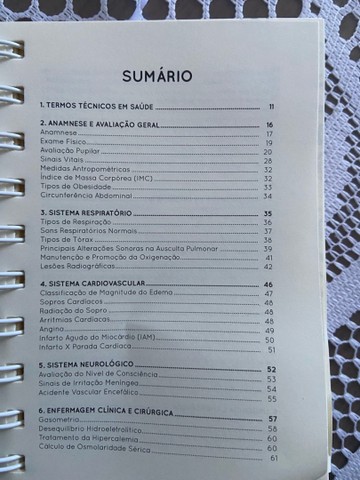 SUMÁRIO
1. TERMOS TÉCNICOS EM SAÚDE 11
2. ANAMNESE E AVALIAÇÃO GERAL 16
Anamnese 17
Exame Físico 19
Avaliação Pupilar 20
Sinais Vitais 28
Medidas Antropométricas 32
Índice de Massa Corpórea (IMC) 32
Tipos de Obesidade 33
Circunferência Abdominal 34
3. SISTEMA RESPIRATÓRIO 35
Tipos de Respiração 36
Sons Respiratórios Normais 37
Tipos de Tórax 38
Principais Alterações Sonoras na Ausculta Pulmonar 39
Manutenção e Promoção da Oxigenação 41
Lesões Radiográficas 42
4. SISTEMA CARDIOVASCULAR 46
Classificação de Magnitude do Edema 47
Sopros Cardíacos 48
Radiação do Sopro 48
Arritmias Cardíacas 48
Angina 49
Infarto Agudo do Miocárdio (IAM) 50
Infarto X Parada Cardíaca 51
5. SISTEMA NEUROLÓGICO 52
Avaliação do Nível de Consciência 52
Sinais de Irritação Meníngea 54
Acidente Vascular Encefálico 55
6. ENFERMAGEM CLÍNICA E CIRÚRGICA 57
Gasometria 58
Desequilíbrio Hidroeletrolítico 58
Tratamento da Hipercalemia 60
Cálculo de Osmolaridade Sérica 60
61